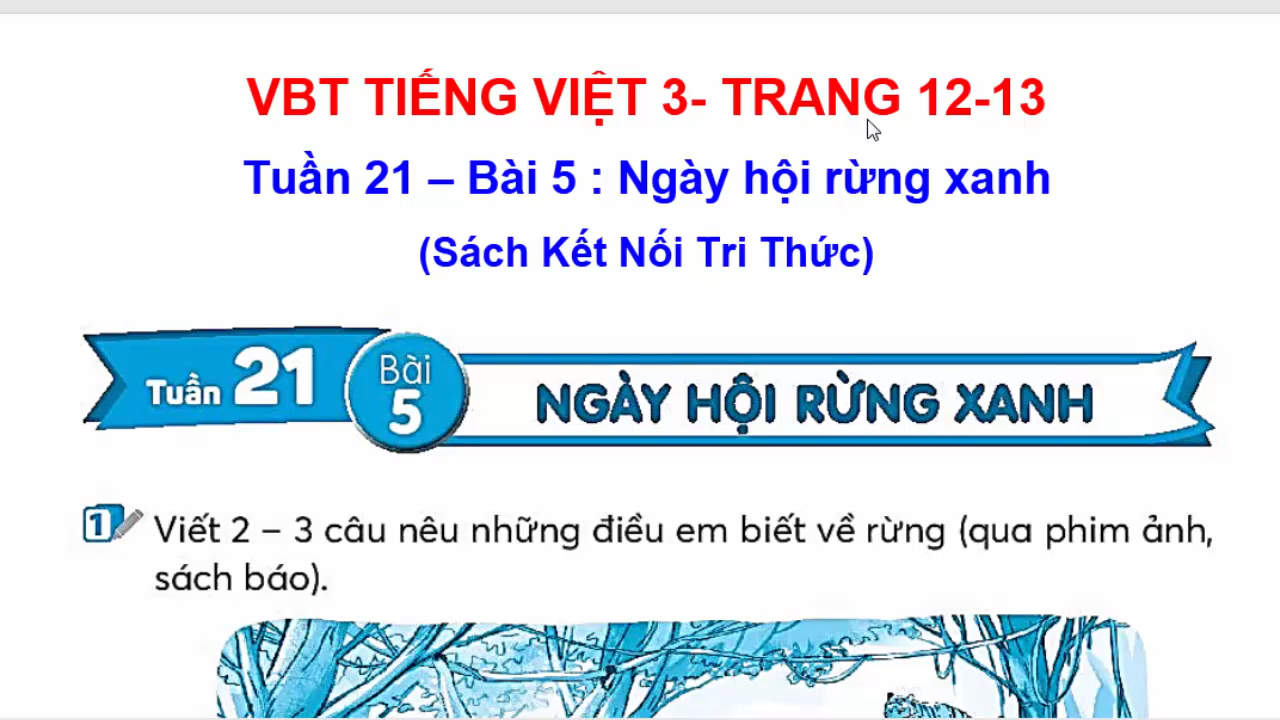 VBT TIẾNG VIỆT 3- TRANG 12-13
Tuần 21 – Bài 5 : Ngày hội rừng xanh
(Sách Kết Nối Tri Thức)
Tuần 21 Bài 5 NGÀY HỘI RỪNG XANH
1 Viết 2 – 3 câu nêu những điều em biết về rừng (qua phim ảnh,
sách báo).